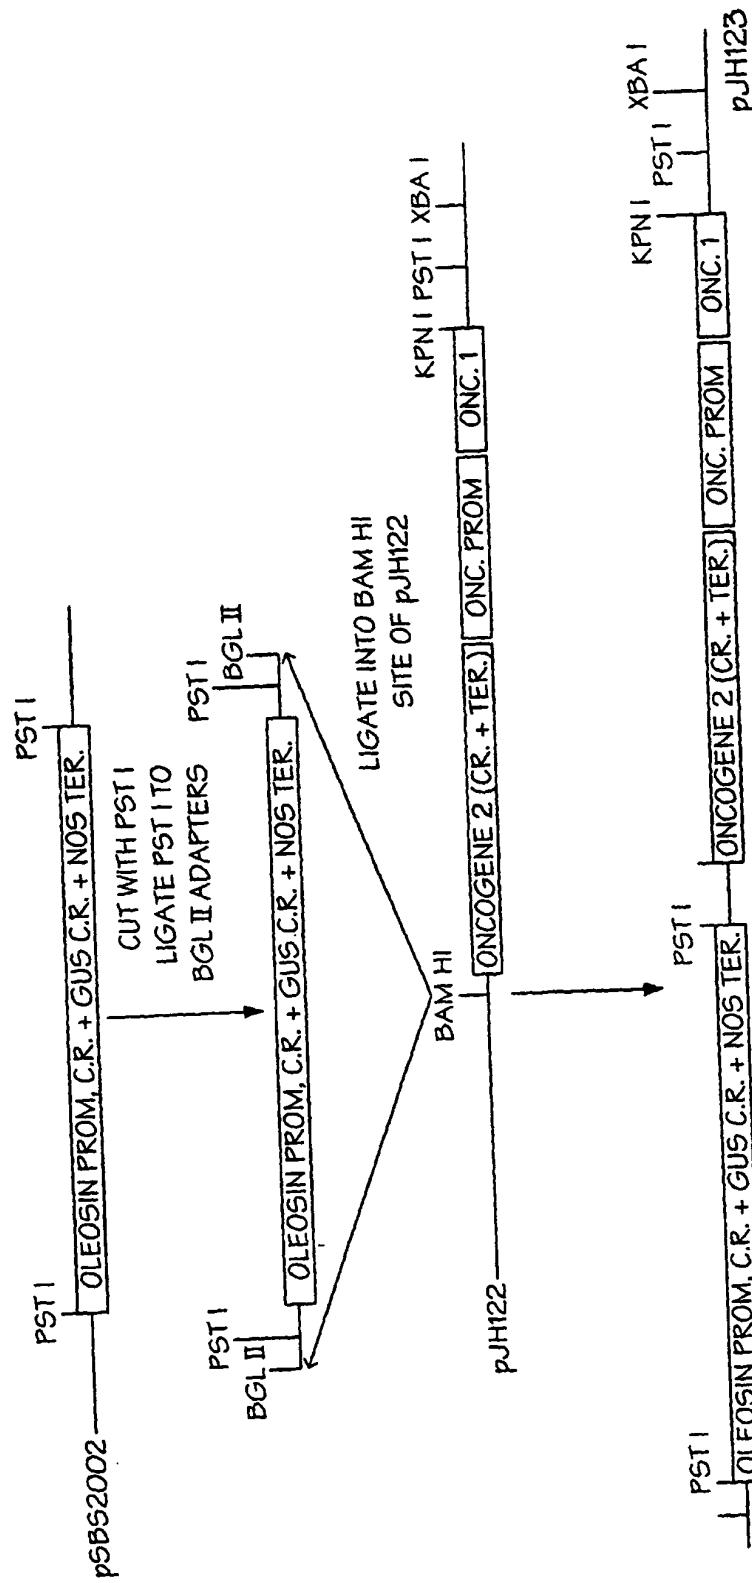 PST I
PST I
pSBS2002
OLEOSIN PROM, C.R. + GUS C.R. + NOS TER.
CUT WITH PST I
LIGATE PST I TO
BGL II ADAPTERS
PST I
BGL II
PST I
BGL II
OLEOSIN PROM, C.R. + GUS C.R. + NOS TER.
LIGATE INTO BAM HI
SITE OF pJH122
BAM HI
KPN I
PST I
XBA I
pJH122
ONCOGENE 2 (CR. + TER.)
ONC. PROM
ONC. 1
PST I
PST I
KPN I
PST I
XBA I
OLEOSIN PROM, C.R. + GUS C.R. + NOS TER.
ONCOGENE 2 (CR. + TER.)
ONC. PROM
ONC. 1
pJH123